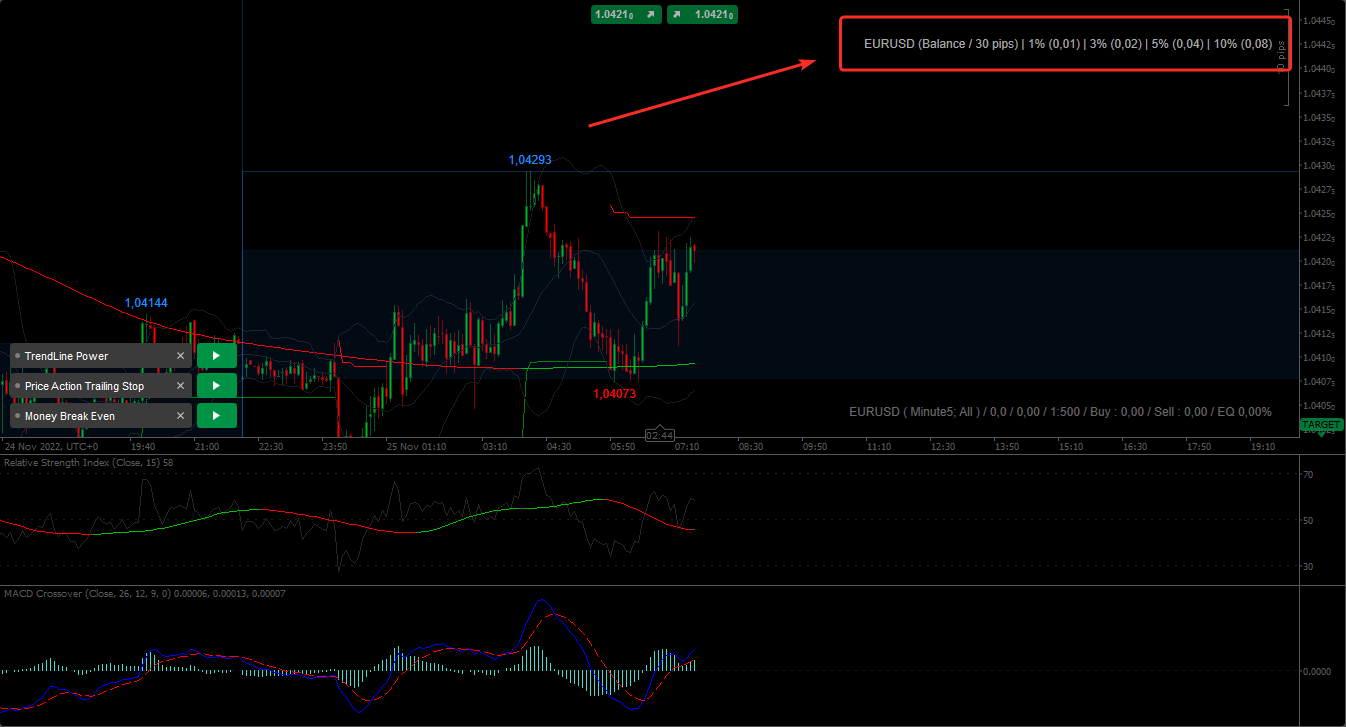 1.04210 1.04210
EURUSD (Balance / 30 pips) | 1% (0,01) | 3% (0,02) | 5% (0,04) | 10% (0,08)
pips
1.04450
1.04425
1.04400
1.04375
1.04350
1.04325
1.04300
1.04275
1.04250
1.04225
1.04200
1.04175
1.04150
1.04125
1.04100
1.04075
1.04050
1,04293
1,04144
TrendLine Power
Price Action Trailing Stop
Money Break Even
1,04073
EURUSD ( Minute5; All ) / 0,0 / 0,00 / 1:500 / Buy : 0,00 / Sell : 0,00 / EQ 0,00%
TARGET
02:44
24 Nov 2022, UTC+0 19:40 21:00 22:30 23:50 25 Nov 01:10 03:10 04:30 05:50 07:10 08:30 09:50 11:10 12:30 13:50 15:10 16:30 17:50 19:10
Relative Strength Index (Close, 15) 58
70
50
30
MACD Crossover (Close, 26, 12, 9, 0) 0.00006, 0.00013, 0.00007
0.0000